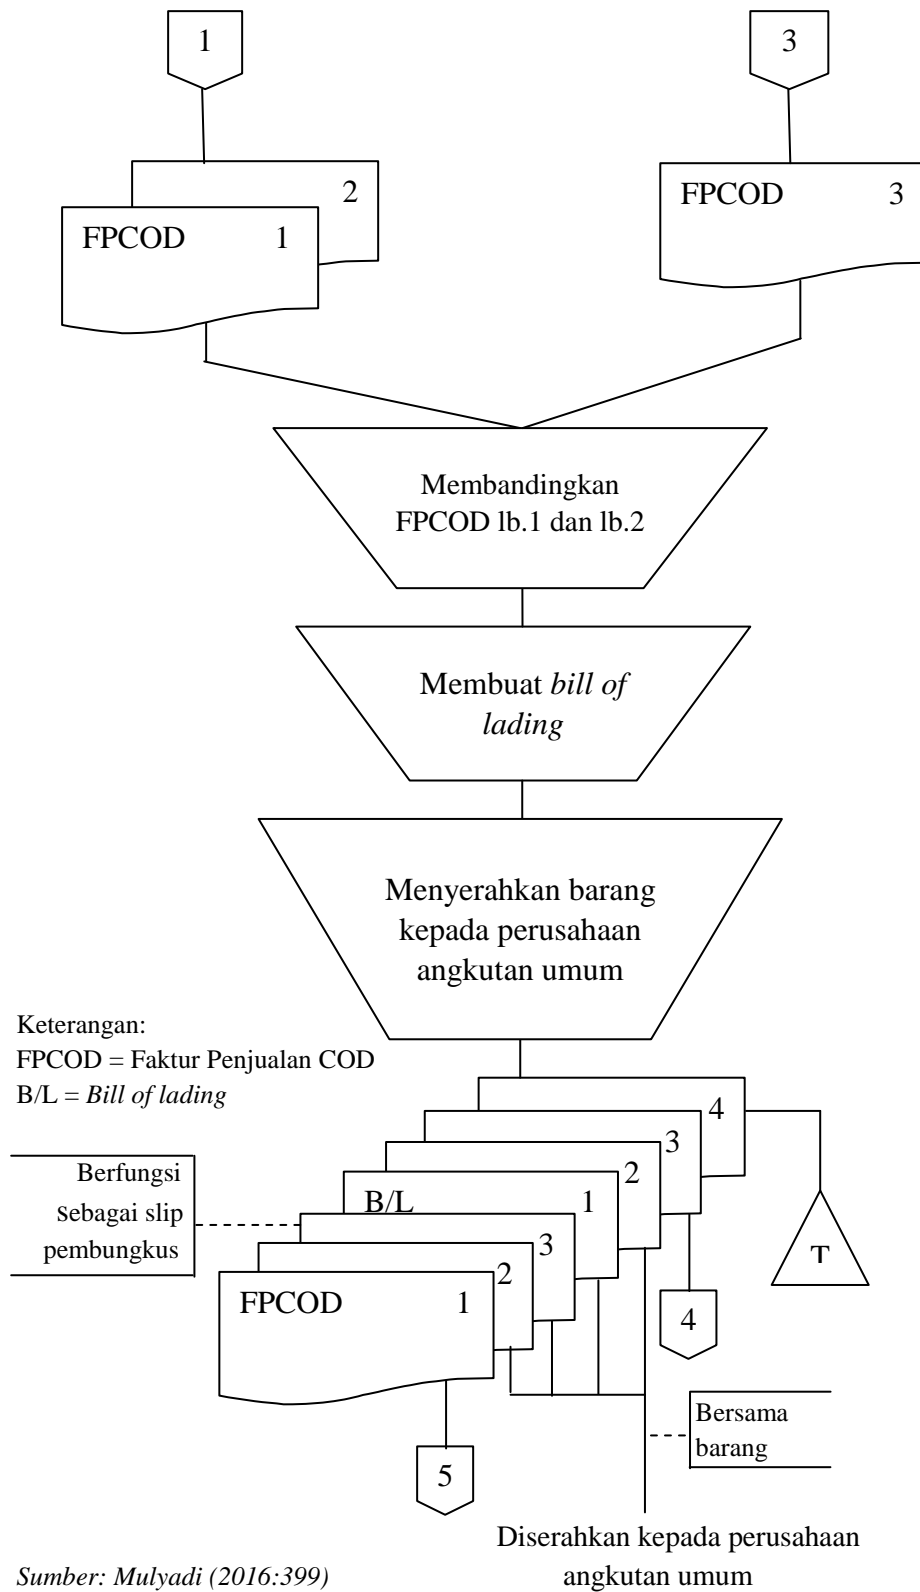 1
3
2
FPCOD 1
FPCOD 3
Membandingkan
FPCOD lb.1 dan lb.2
Membuat bill of
lading
Menyerahkan barang
kepada perusahaan
angkutan umum
Keterangan:
FPCOD = Faktur Penjualan COD
B/L = Bill of lading
4
3
2
B/L 1
3
2
FPCOD 1
Berfungsi
sebagai slip
pembungkus
T
4
Bersama
barang
5
Diserahkan kepada perusahaan
angkutan umum
Sumber: Mulyadi (2016:399)